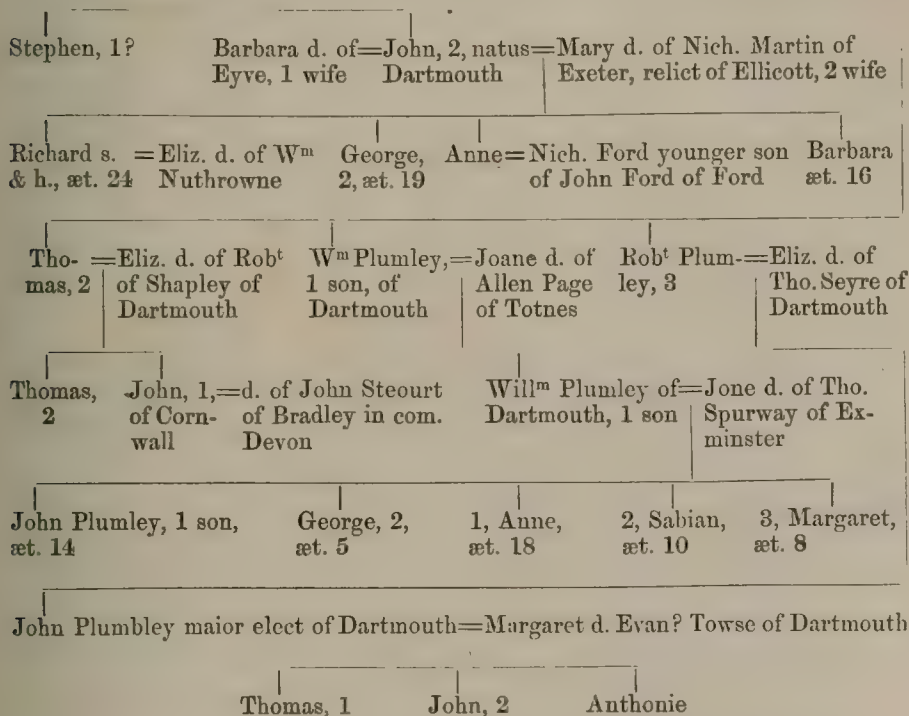 Stephen, 1? Barbara d. of=John, 2, natus=Mary d. of Nich. Martin of
Eyve, 1 wife Dartmouth Exeter, relict of Ellicott, 2 wife
Richard s. =Eliz. d. of Wm George, Anne=Nich. Ford younger son Barbara
& h., æt. 24 Nuthrowne 2, æt. 19 of John Ford of Ford æt. 16
Tho- =Eliz. d. of Robt Wm Plumley,=Joane d. of Robt Plum-=Eliz. d. of
mas, 2 of Shapley of 1 son, of Allen Page ley, 3 Tho. Seyre of
Dartmouth Dartmouth of Totnes Dartmouth
Thomas, John, 1,=d. of John Steourt Willm Plumley of=Jone d. of Tho.
2 of Corn- of Bradley in com. Dartmouth, 1 son Spurway of Ex-
wall Devon minster
John Plumley, 1 son, George, 2, 1, Anne, 2, Sabian, 3, Margaret,
æt. 14 æt. 5 æt. 18 æt. 10 æt. 8
John Plumbley maior elect of Dartmouth=Margaret d. Evan? Towse of Dartmouth
Thomas, 1 John, 2 Anthonie